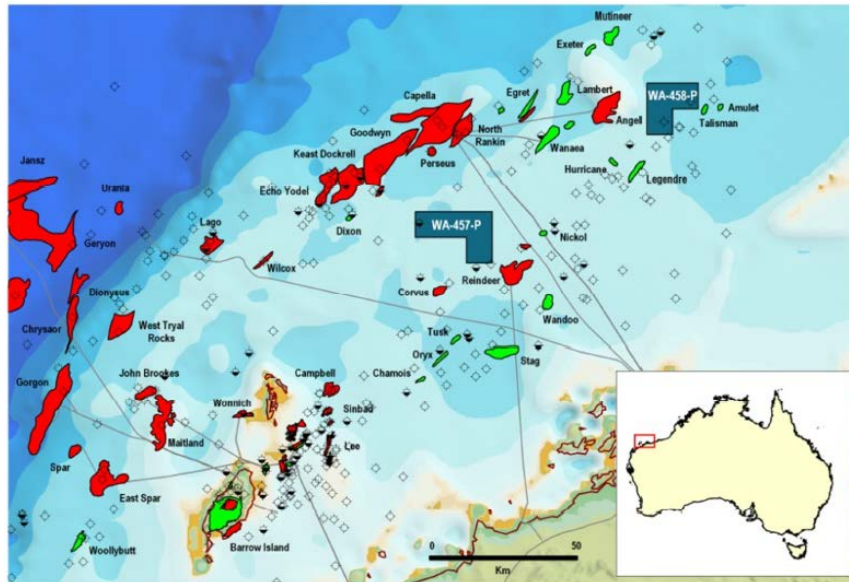 Mutineer
Exeter
Lambert
Egret
WA-458-P
Capella
Angell
Amulet
Talisman
Goodwyn
North
Rankin
Wanaea
Keast Dockrell
Perseus
Hurricane
Legendre
Jansz
Echo Yodel
Urania
Lago
Dixon
WA-457-P
Nickol
Geryon
Wilcox
Reindeer
Dionysus
Corvus
Chrysaor
West Tryal
Rocks
Wandoo
Tusk
Oryx
Stag
Gorgon
John Brookes
Campbell
Chamois
Wonnich
Sinbad
Maitland
Lee
Spar
East Spar
Woollybutt
Barrow Island
0
50
Km